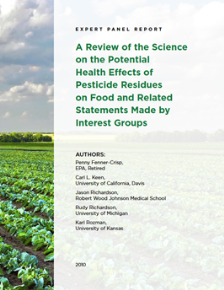 EXPERT PANEL REPORT
A Review of the Science
on the Potential
Health Effects of
Pesticide Residues
on Food and Related
Statements Made by
Interest Groups
AUTHORS:
Penny Fenner-Crisp,
EPA, Retired
Carl L. Keen,
University of California, Davis
Jason Richardson,
Robert Wood Johnson Medical School
Rudy Richardson,
University of Michigan
Karl Rozman,
University of Kansas
2010